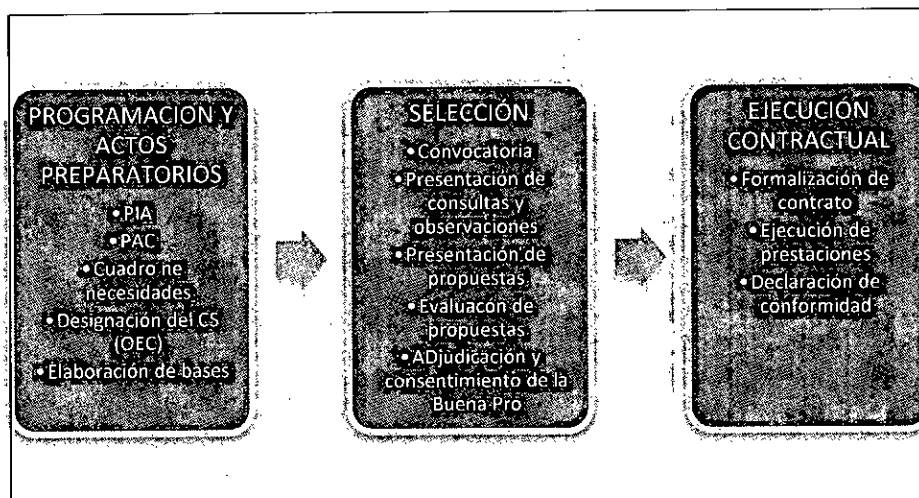 PROGRAMACION Y
ACTOS
PREPARATORIOS
•PIA
•PAC
•Cuadro ne
necesidades
•Designación del CS
(OEC)
•Elaboración de bases
SELECCIÓN
•Convocatoria
•Presentación de
consultas y
observaciones
•Presentación de
propuestas
•Evaluacón de
propuestas
•ADjudicación y
consentimiento de la
Buena Pro
EJECUCIÓN
CONTRACTUAL
•Formalización de
contrato
•Ejecución de
prestaciones
•Declaración de
conformidad